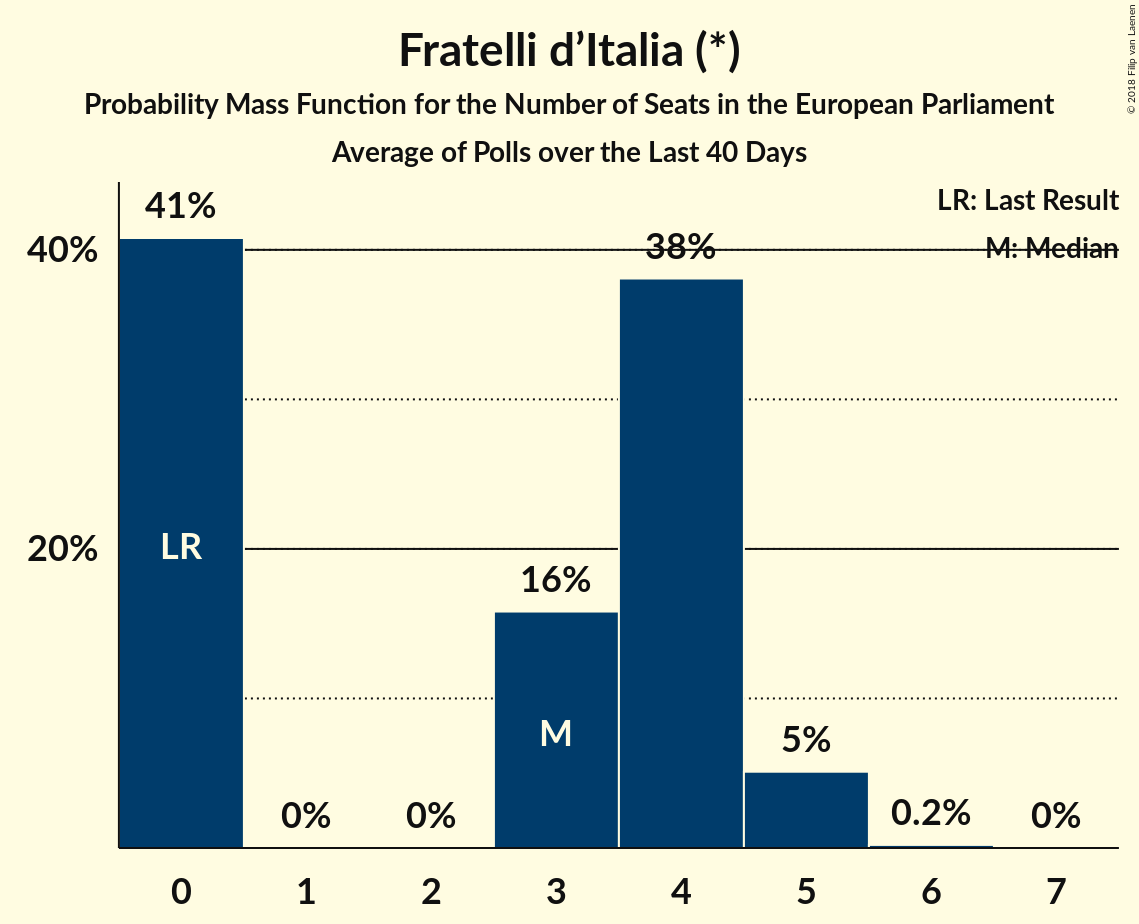 Fratelli d’Italia (*)
Probability Mass Function for the Number of Seats in the European Parliament
Average of Polls over the Last 40 Days
© 2018 Filip van Laenen
LR: Last Result
M: Median
40%
20%
41%
0%
0%
16%
38%
5%
0.2%
0%
LR
M
0 1 2 3 4 5 6 7